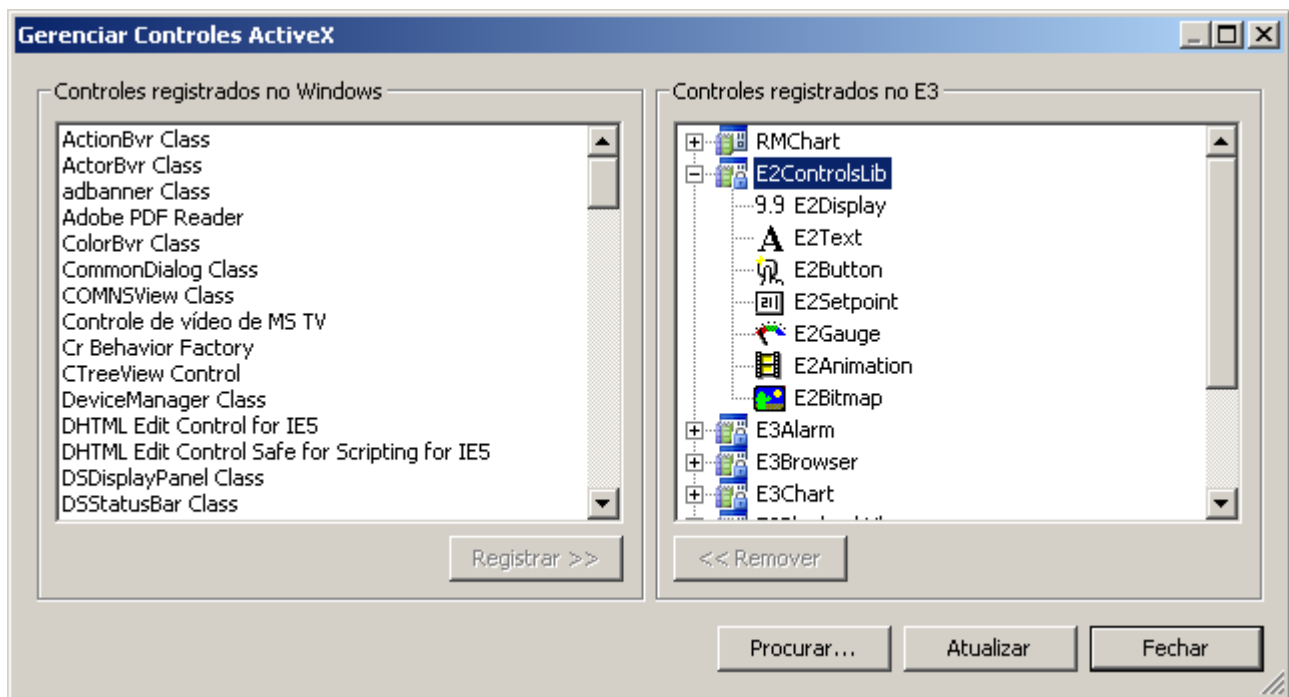 Gerenciar Controles ActiveX
Controles registrados no Windows
ActionBvr Class
ActorBvr Class
adbanner Class
Adobe PDF Reader
ColorBvr Class
CommonDialog Class
COMNSView Class
Controle de vídeo de MS TV
Cr Behavior Factory
CTreeView Control
DeviceManager Class
DHTML Edit Control for IE5
DHTML Edit Control Safe for Scripting for IE5
DSDisplayPanel Class
DSStatusBar Class
Registrar >>
Controles registrados no E3
RMChart
E2ControlsLib
9.9 E2Display
A E2Text
E2Button
E2Setpoint
E2Gauge
E2Animation
E2Bitmap
E3Alarm
E3Browser
E3Chart
<< Remover
Procurar...
Atualizar
Fechar